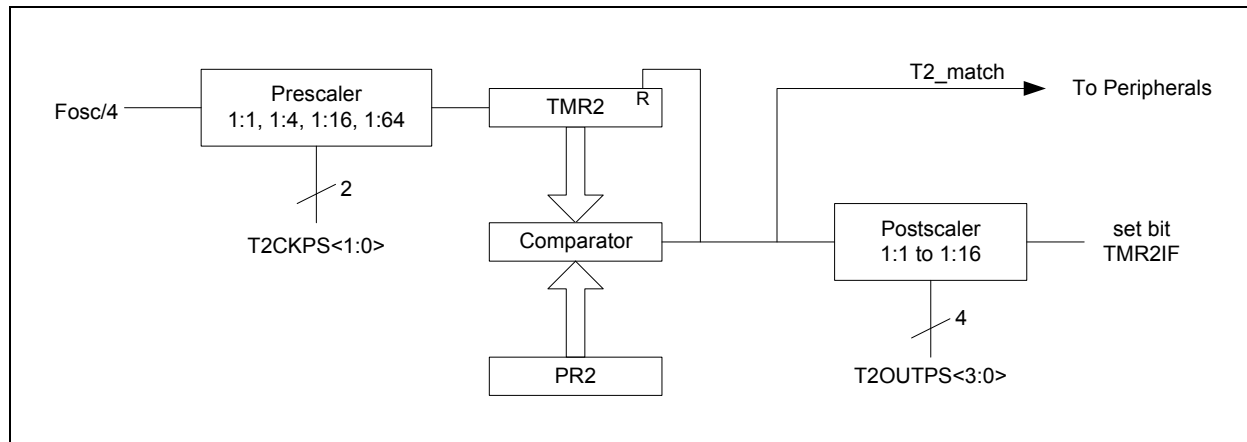 T2_match
To Peripherals
Fosc/4
Prescaler
1:1, 1:4, 1:16, 1:64
TMR2
R
2
T2CKPS<1:0>
Comparator
Postscaler
1:1 to 1:16
set bit
TMR2IF
4
T2OUTPS<3:0>
PR2